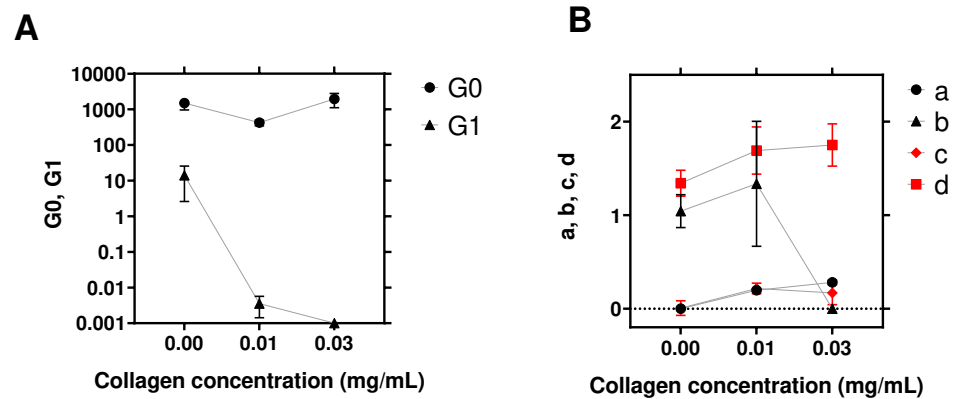 A
G0, G1
10000
1000
100
10
1
0.1
0.01
0.001
0.00 0.01 0.03
Collagen concentration (mg/mL)
G0
G1
B
a, b, c, d
2
1
0
0.00 0.01 0.03
Collagen concentration (mg/mL)
a
b
c
d